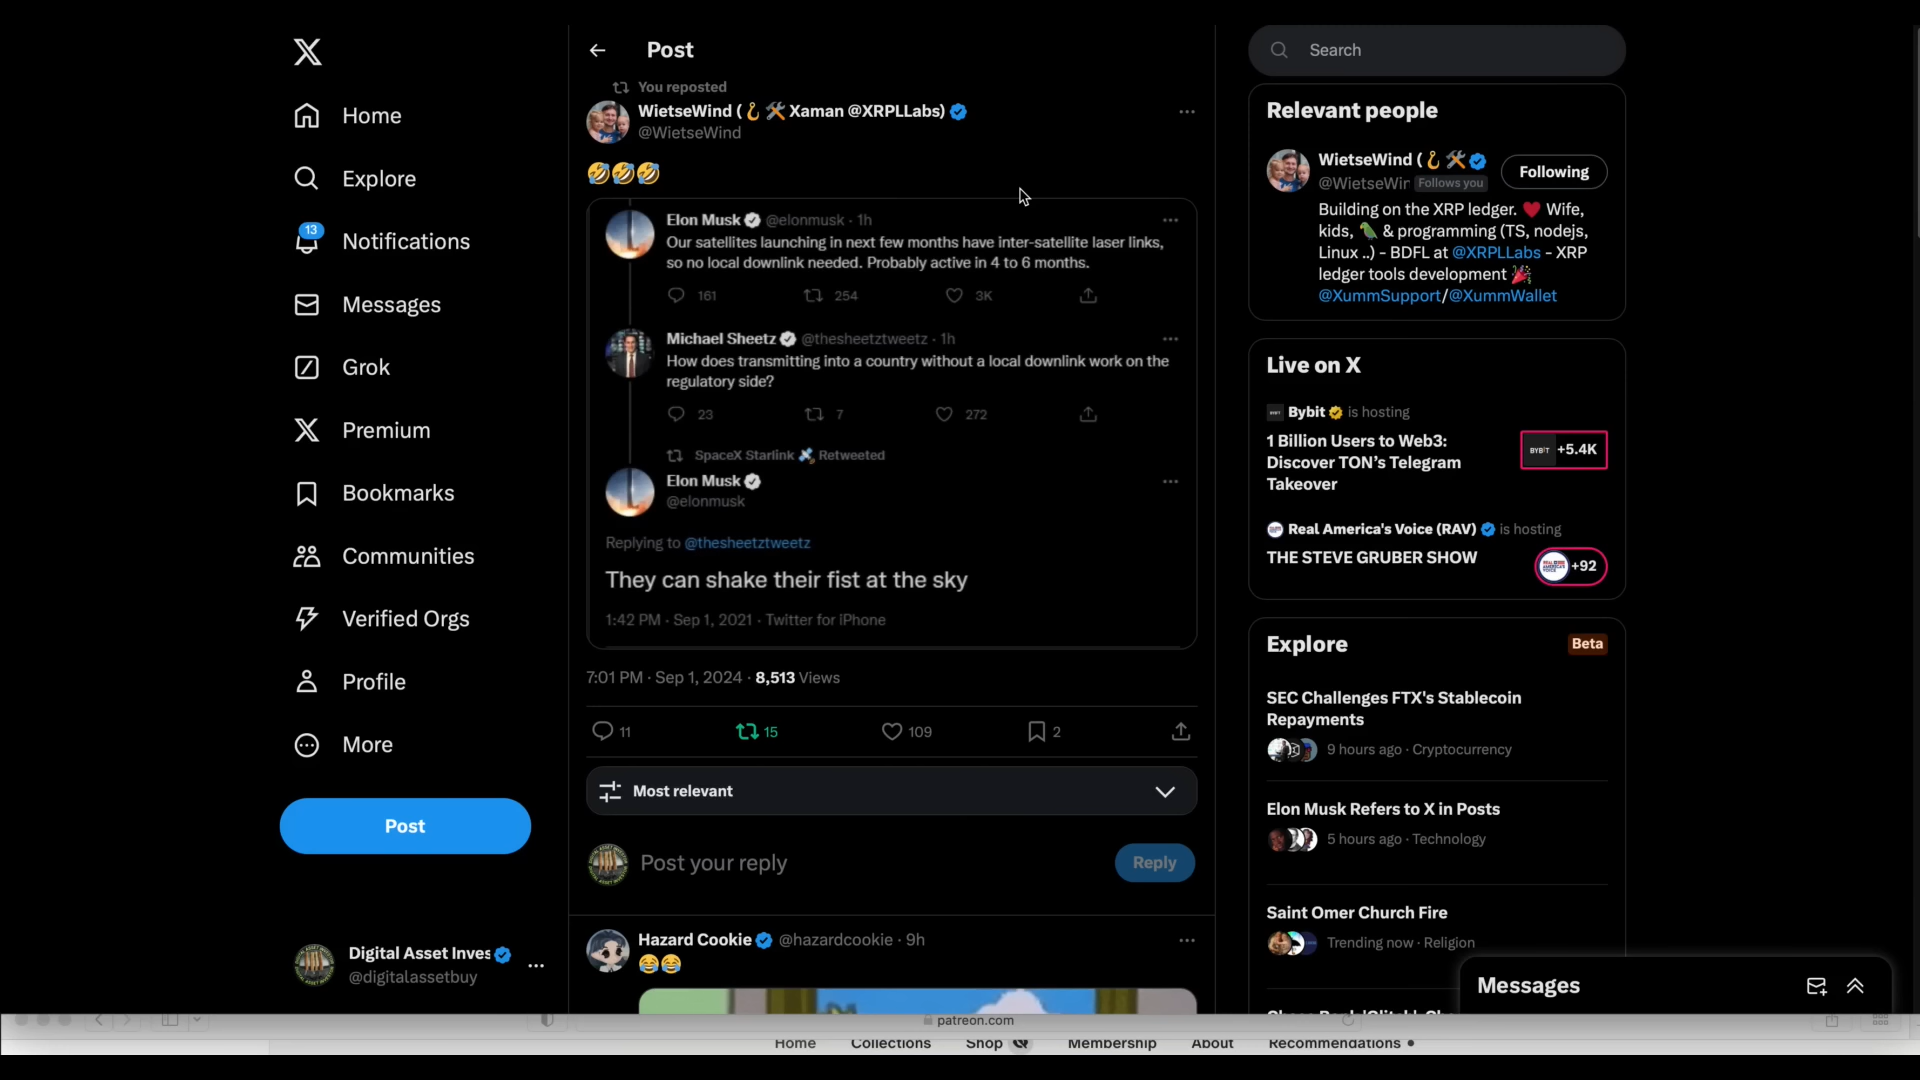 Home
Explore
13
Notifications
Messages
Grok
Premium
Bookmarks
Communities
Verified Orgs
Profile
More
Post
Digital Asset Inves
@digitalassetbuy
Post
You reposted
WietseWind (🪝🛠️ Xaman @XRPLLabs)
@WietseWind
🤣🤣🤣
Elon Musk @elonmusk · 1h
Our satellites launching in next few months have inter-satellite laser links,
so no local downlink needed. Probably active in 4 to 6 months.
161 254 3K
Michael Sheetz @thesheetztweetz · 1h
How does transmitting into a country without a local downlink work on the
regulatory side?
23 7 272
SpaceX Starlink 🛰️ Retweeted
Elon Musk
@elonmusk
Replying to @thesheetztweetz
They can shake their fist at the sky
1:42 PM · Sep 1, 2021 · Twitter for iPhone
7:01 PM · Sep 1, 2024 · 8,513 Views
11 15 109 2
Most relevant
Post your reply
Reply
Hazard Cookie @hazardcookie · 9h
😂😂
Search
Relevant people
WietseWind (🪝🛠️
@WietseWir Follows you
Following
Building on the XRP ledger. ❤️ Wife,
kids, 🦜 & programming (TS, nodejs,
Linux ..) - BDFL at @XRPLLabs - XRP
ledger tools development 🎉
@XummSupport/@XummWallet
Live on X
Bybit is hosting
1 Billion Users to Web3:
Discover TON's Telegram
Takeover
BYBIT +5.4K
Real America's Voice (RAV) is hosting
THE STEVE GRUBER SHOW
+92
Explore
Beta
SEC Challenges FTX's Stablecoin
Repayments
9 hours ago · Cryptocurrency
Elon Musk Refers to X in Posts
5 hours ago · Technology
Saint Omer Church Fire
Trending now · Religion
Messages
patreon.com
Home Collections Shop Membership About Recommendations